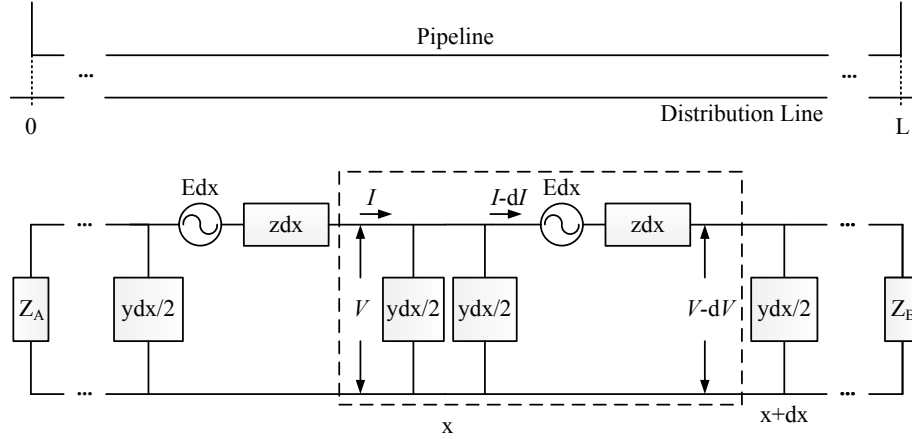 Pipeline
... ...
Distribution Line
0 L
Edx I I-dI Edx
... zdx zdx ...
Z_A ydx/2 V ydx/2 ydx/2 V-dV ydx/2 Z_B
... ...
x x+dx